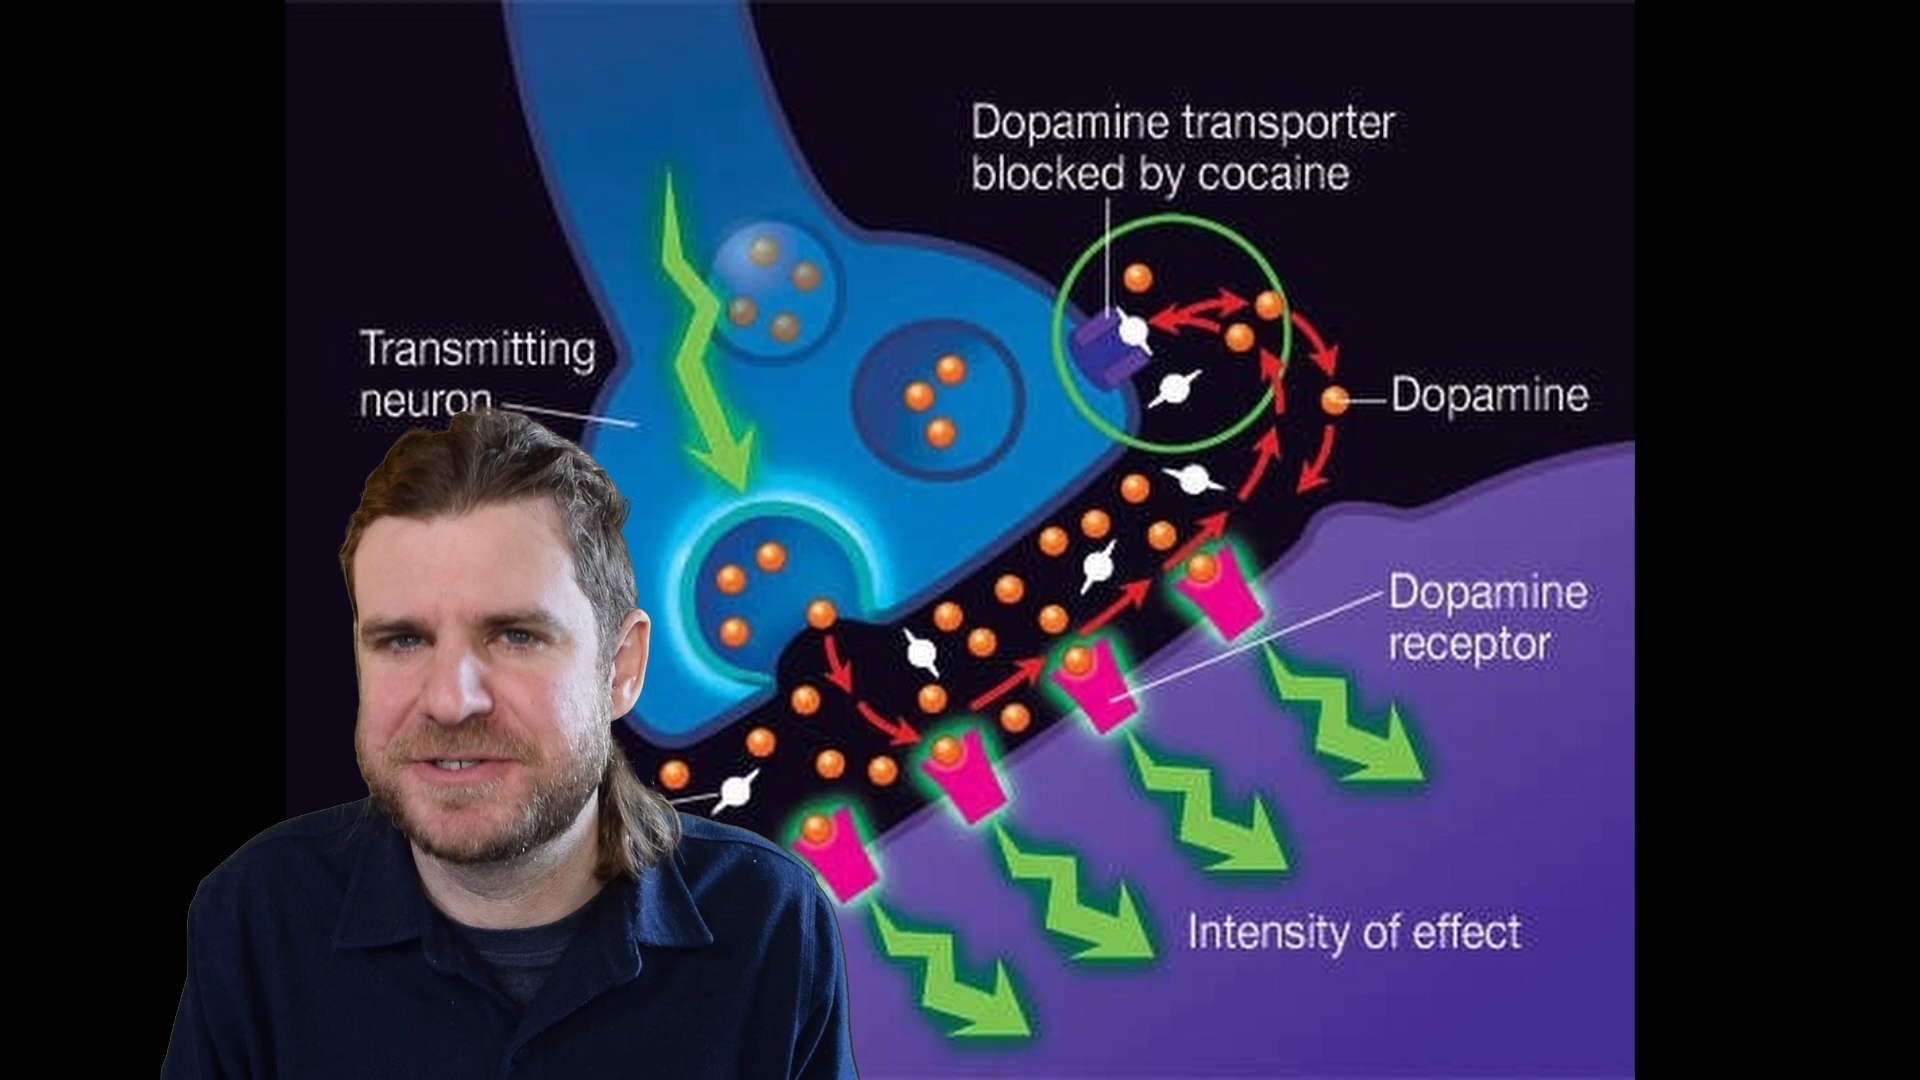 Dopamine transporter
blocked by cocaine
Transmitting
neuron
Dopamine
Dopamine
receptor
Intensity of effect